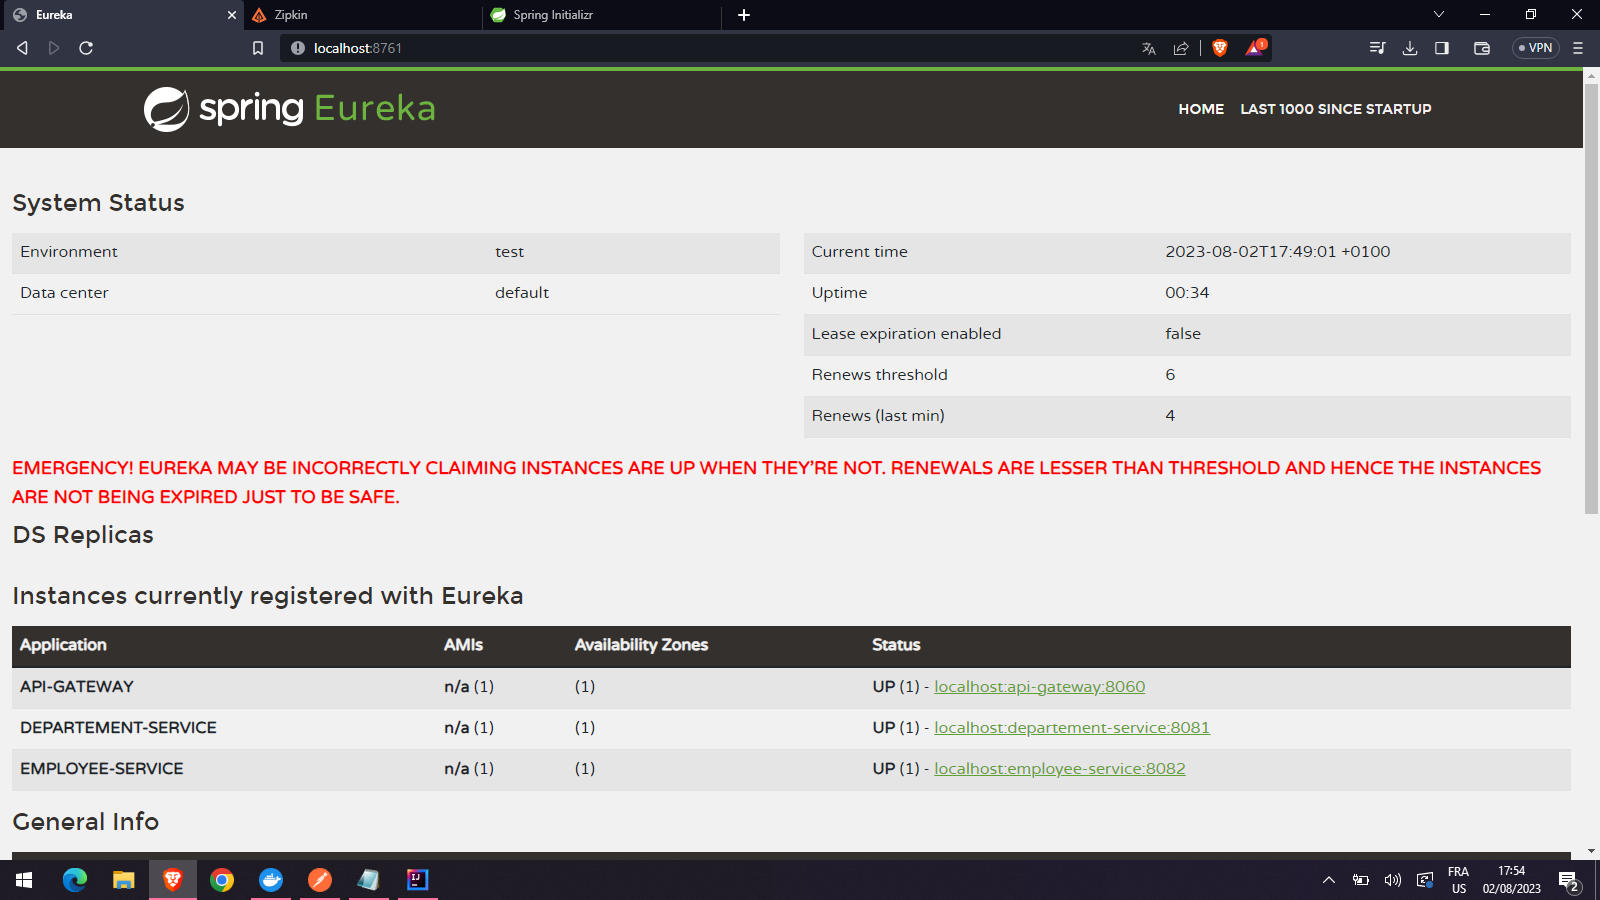 Eureka
Zipkin
Spring Initializr
localhost:8761
1
VPN
spring Eureka
HOME LAST 1000 SINCE STARTUP
System Status
Environment test
Data center default
Current time 2023-08-02T17:49:01 +0100
Uptime 00:34
Lease expiration enabled false
Renews threshold 6
Renews (last min) 4
EMERGENCY! EUREKA MAY BE INCORRECTLY CLAIMING INSTANCES ARE UP WHEN THEY'RE NOT. RENEWALS ARE LESSER THAN THRESHOLD AND HENCE THE INSTANCES
ARE NOT BEING EXPIRED JUST TO BE SAFE.
DS Replicas
Instances currently registered with Eureka
Application AMIs Availability Zones Status
API-GATEWAY n/a (1) (1) UP (1) - localhost:api-gateway:8060
DEPARTEMENT-SERVICE n/a (1) (1) UP (1) - localhost:departement-service:8081
EMPLOYEE-SERVICE n/a (1) (1) UP (1) - localhost:employee-service:8082
General Info
IJ
FRA
US
17:54
02/08/2023
2